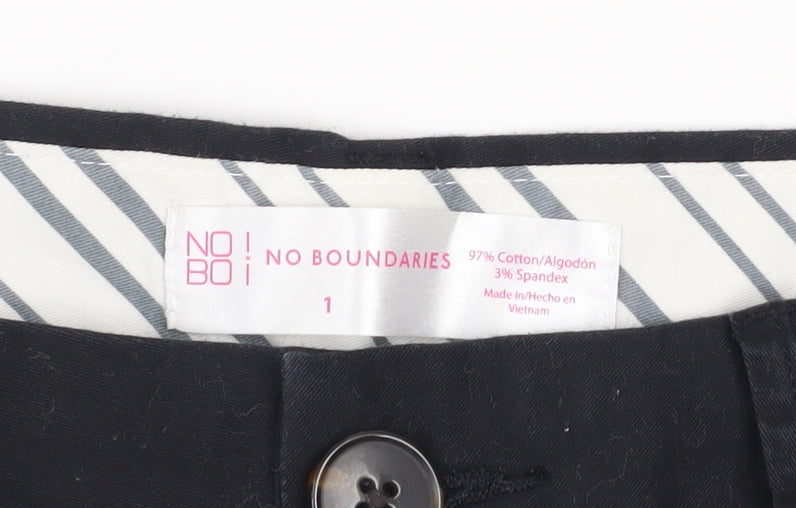 NO !
BO i
NO BOUNDARIES
1
97% Cotton/Algodón
3% Spandex
Made in/Hecho en
Vietnam